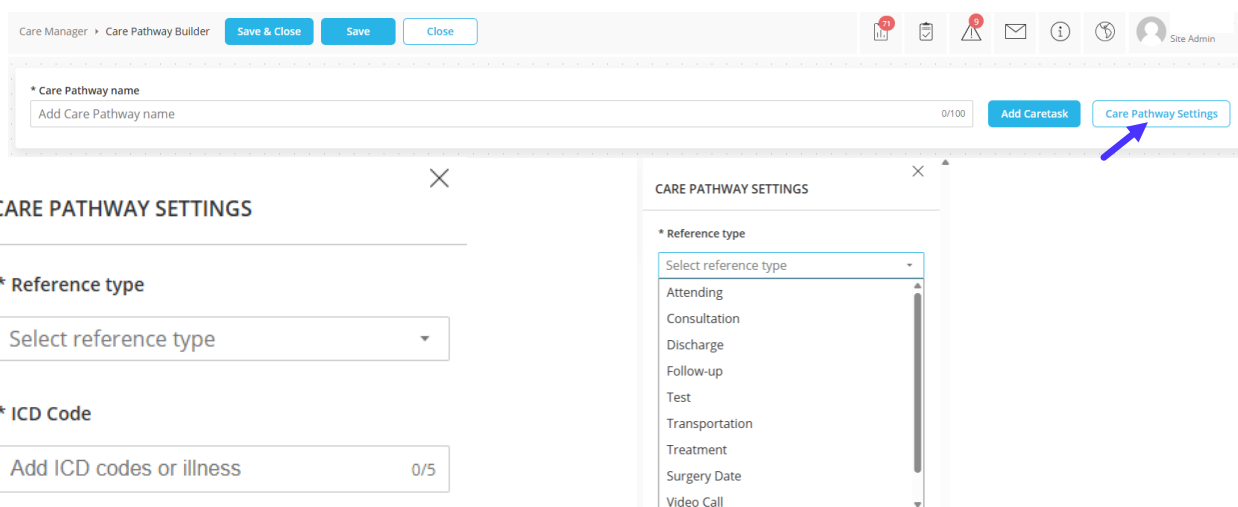 Care Manager ▸ Care Pathway Builder Save & Close Save Close 71 9 Site Admin
* Care Pathway name
Add Care Pathway name 0/100 Add Caretask Care Pathway Settings
CARE PATHWAY SETTINGS
* Reference type
Select reference type
* ICD Code
Add ICD codes or illness 0/5
CARE PATHWAY SETTINGS
* Reference type
Select reference type
Attending
Consultation
Discharge
Follow-up
Test
Transportation
Treatment
Surgery Date
Video Call